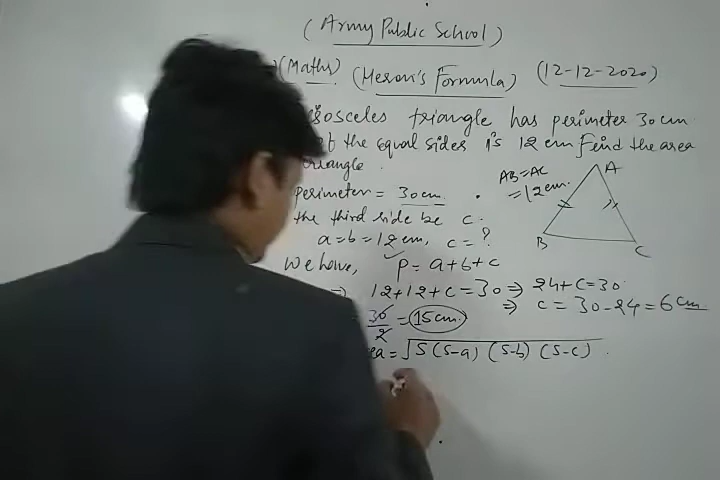 (Army Public School)
(Maths) (Heron's Formula) (12-12-2020)
isosceles triangle has perimeter 30cm
of the equal sides is 12cm find the area
triangle.
AB=AC
=12cm.
A
B
C
perimeter = 30cm.
the third side be c.
a=b=12cm, c=?
We have, P=a+b+c
⇒ 12+12+c=30 ⇒ 24+c=30
⇒ c=30-24=6cm
30/2 = 15cm
ea = √S(S-a) (S-b) (S-c) .